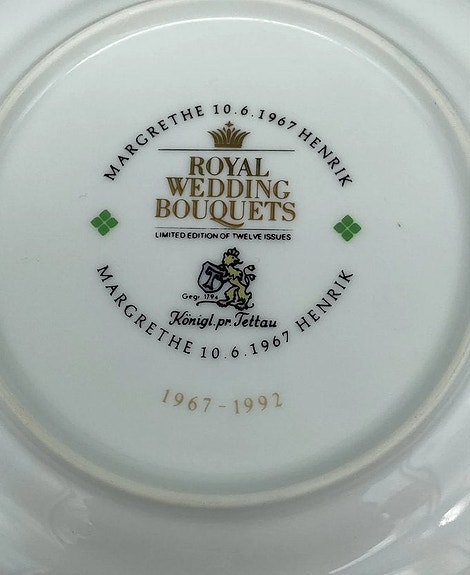 MARGRETHE 10.6.1967 HENRIK
ROYAL
WEDDING
BOUQUETS
LIMITED EDITION OF TWELVE ISSUES
T
Gegr. 1794
Königl. pr. Tettau
MARGRETHE 10.6.1967 HENRIK
1967 - 1992